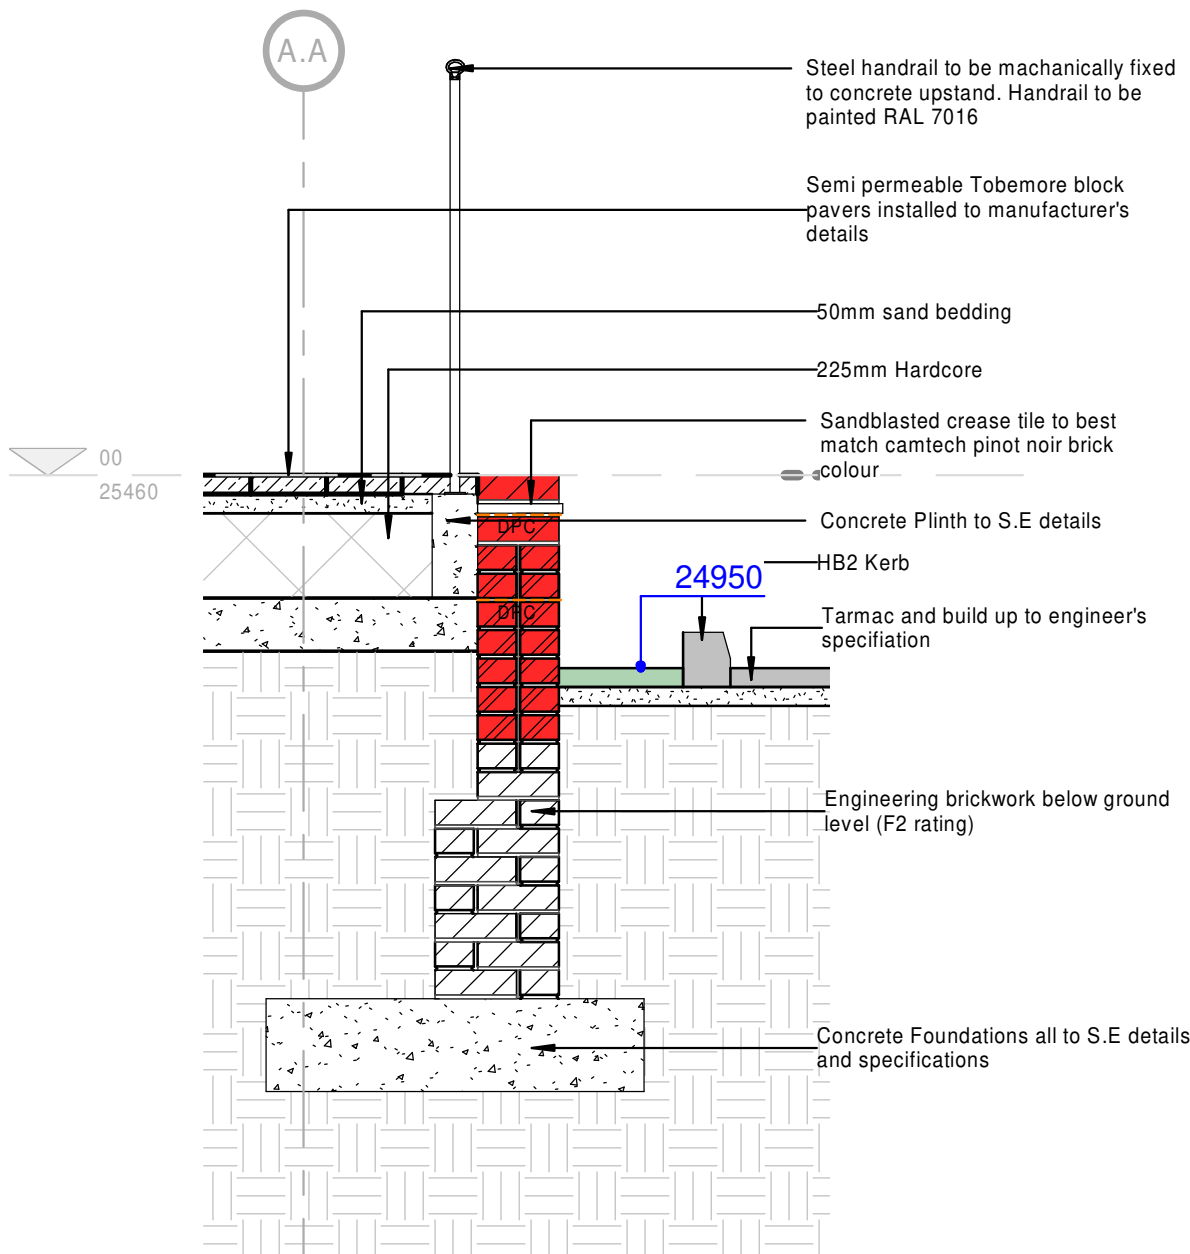 A.A
Steel handrail to be machanically fixed
to concrete upstand. Handrail to be
painted RAL 7016
Semi permeable Tobemore block
pavers installed to manufacturer's
details
50mm sand bedding
225mm Hardcore
Sandblasted crease tile to best
match camtech pinot noir brick
colour
00
25460
DPC
Concrete Plinth to S.E details
HB2 Kerb
24950
DPC
Tarmac and build up to engineer's
specifiation
Engineering brickwork below ground
level (F2 rating)
Concrete Foundations all to S.E details
and specifications